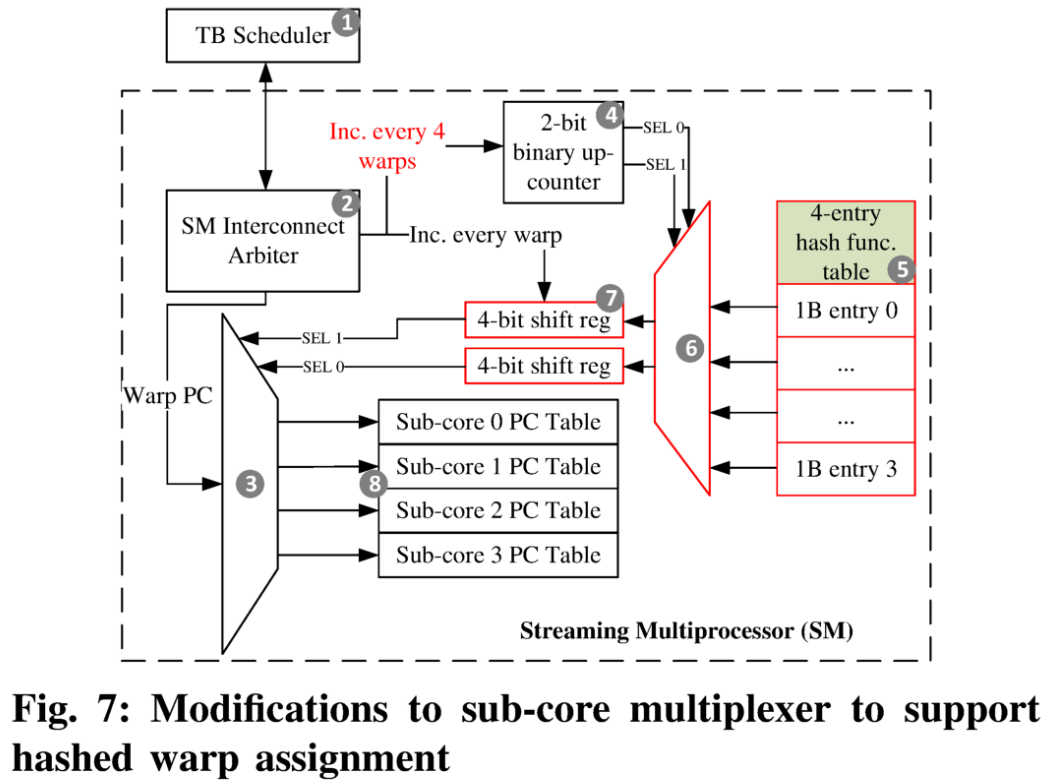 TB Scheduler
1
Inc. every 4
warps
2-bit
binary up-
counter
4
SEL 0
SEL 1
SM Interconnect
Arbiter
2
Inc. every warp
4-entry
hash func.
table
5
1B entry 0
...
...
1B entry 3
6
7
4-bit shift reg
4-bit shift reg
SEL 1
SEL 0
Warp PC
3
Sub-core 0 PC Table
Sub-core 1 PC Table
8
Sub-core 2 PC Table
Sub-core 3 PC Table
Streaming Multiprocessor (SM)
Fig. 7: Modifications to sub-core multiplexer to support
hashed warp assignment